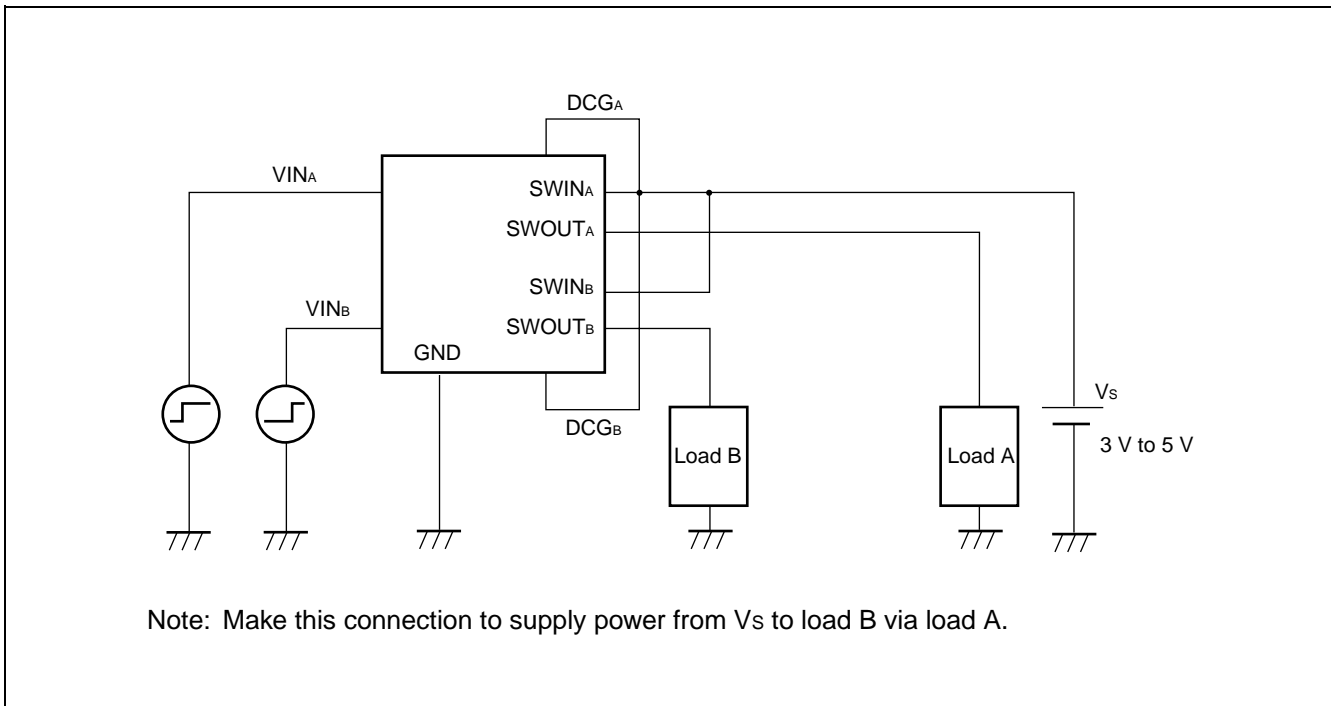 DCGA
VINA
SWINA
SWOUTA
SWINB
VINB
SWOUTB
GND
DCGB
VS
3 V to 5 V
Load B
Load A
Note: Make this connection to supply power from VS to load B via load A.